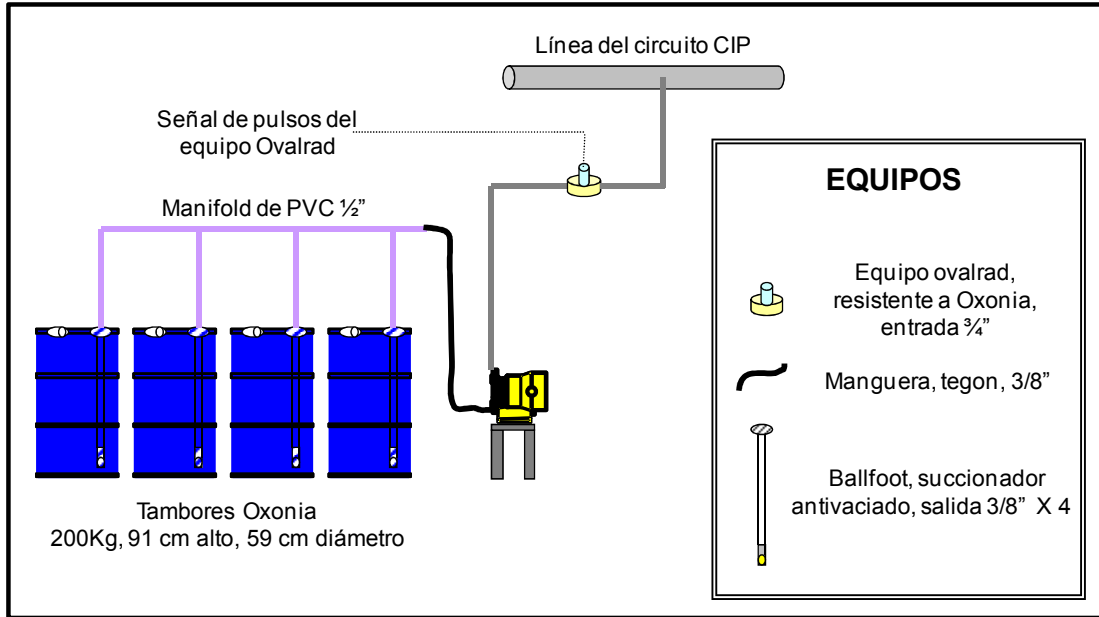 Línea del circuito CIP
Señal de pulsos del
equipo Ovalrad
Manifold de PVC ½”
Tambores Oxonia
200Kg, 91 cm alto, 59 cm diámetro
EQUIPOS
Equipo ovalrad,
resistente a Oxonia,
entrada ¾”
Manguera, tegon, 3/8”
Ballfoot, succionador
antivaciado, salida 3/8” X 4